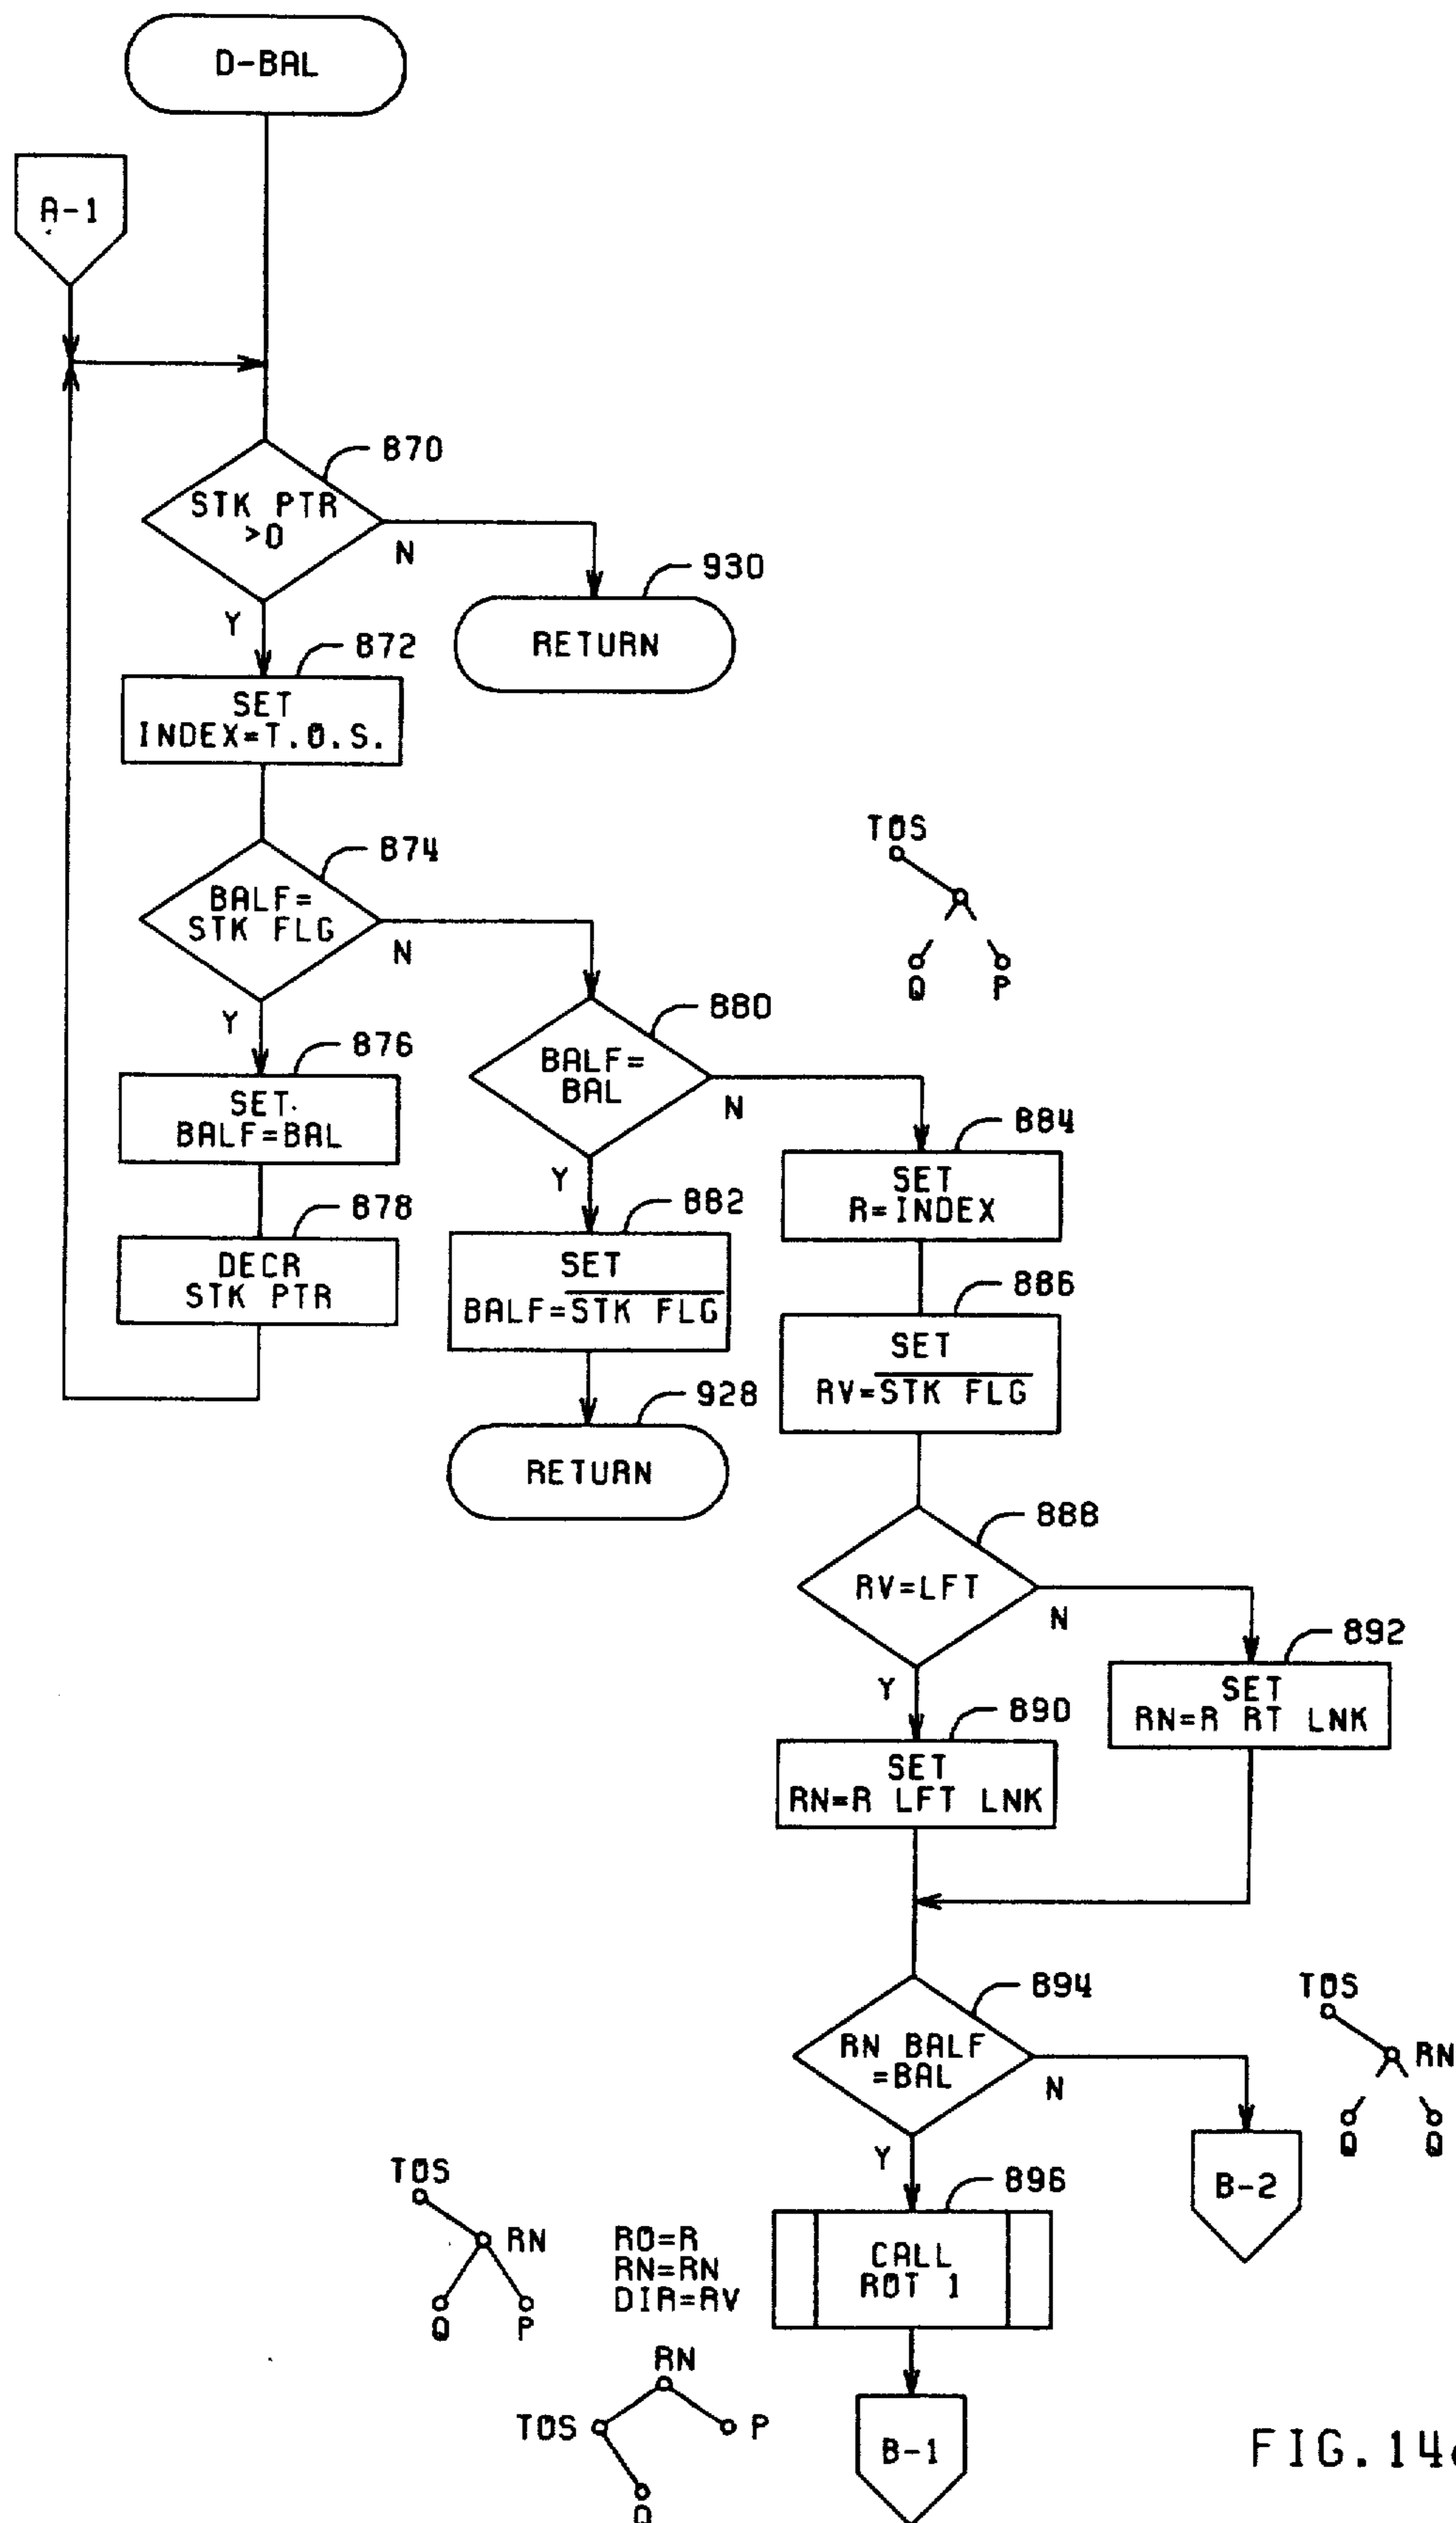 D-BAL
A-1
870
STK PTR
>0
N
Y
930
RETURN
872
SET
INDEX=T.O.S.
874
BALF=
STK FLG
N
Y
TOS
Q P
876
SET
BALF=BAL
880
BALF=
BAL
N
Y
878
DECR
STK PTR
882
SET
BALF=STK FLG
928
RETURN
884
SET
R=INDEX
886
SET
RV=STK FLG
888
RV=LFT
N
Y
892
SET
RN=R RT LNK
890
SET
RN=R LFT LNK
894
RN BALF
=BAL
N
Y
TOS
RN
Q Q
B-2
896
CALL
ROT 1
TOS
RN
Q P
RO=R
RN=RN
DIR=RV
RN
TOS P
Q
B-1